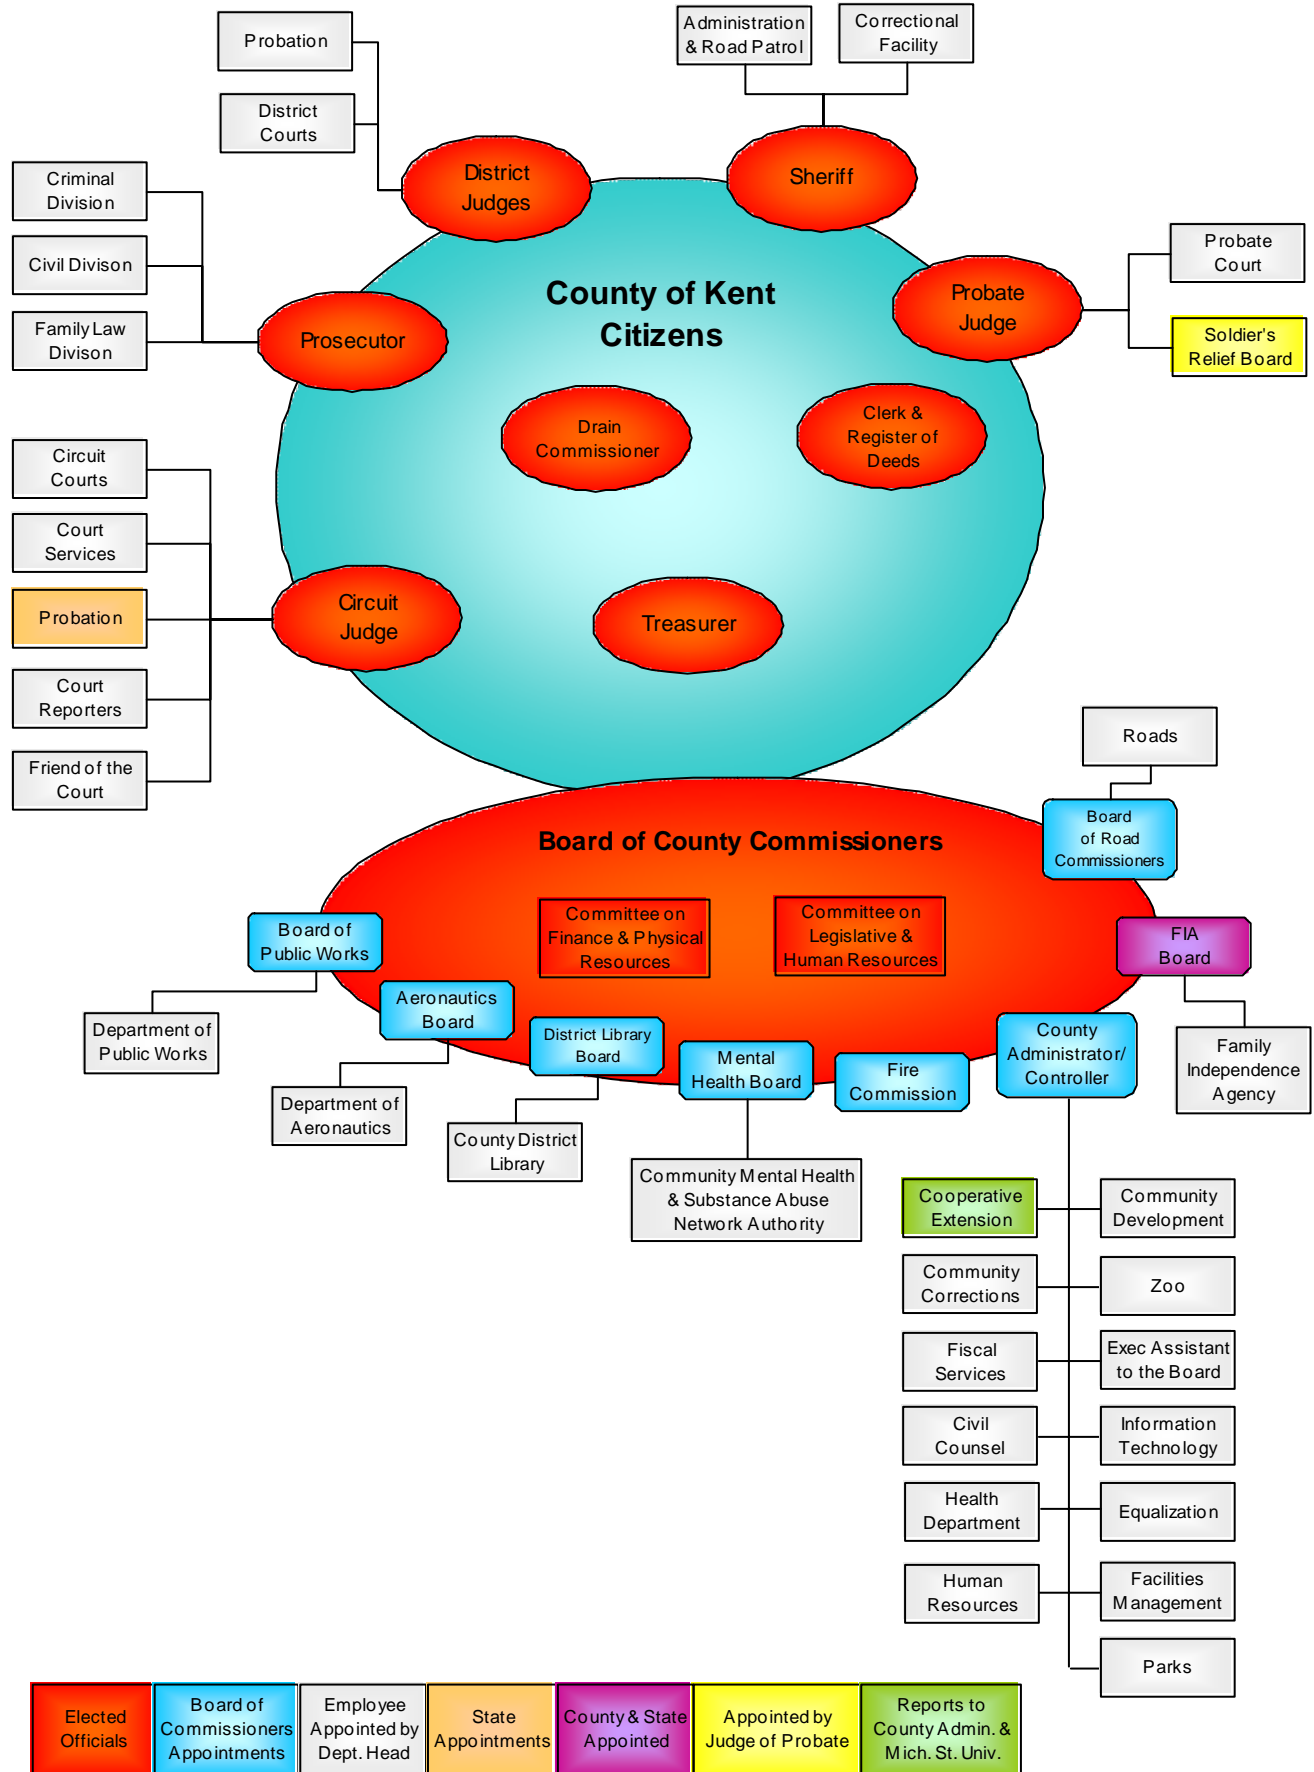 Probation
District
Courts
Administration
& Road Patrol
Correctional
Facility
District
Judges
Sheriff
Criminal
Division
Civil Divison
Family Law
Divison
Prosecutor
County of Kent
Citizens
Probate
Judge
Probate
Court
Soldier's
Relief Board
Drain
Commissioner
Clerk &
Register of
Deeds
Circuit
Courts
Court
Services
Probation
Court
Reporters
Friend of the
Court
Circuit
Judge
Treasurer
Roads
Board
of Road
Commissioners
Board of County Commissioners
Committee on
Finance & Physical
Resources
Committee on
Legislative &
Human Resources
Board of
Public Works
FIA
Board
Aeronautics
Board
District Library
Board
Mental
Health Board
Fire
Commission
County
Administrator/
Controller
Department of
Public Works
Department of
Aeronautics
County District
Library
Community Mental Health
& Substance Abuse
Network Authority
Family
Independence
Agency
Cooperative
Extension
Community
Development
Community
Corrections
Zoo
Fiscal
Services
Exec Assistant
to the Board
Civil
Counsel
Information
Technology
Health
Department
Equalization
Human
Resources
Facilities
Management
Parks
Elected
Officials
Board of
Commissioners
Appointments
Employee
Appointed by
Dept. Head
State
Appointments
County & State
Appointed
Appointed by
Judge of Probate
Reports to
County Admin. &
Mich. St. Univ.